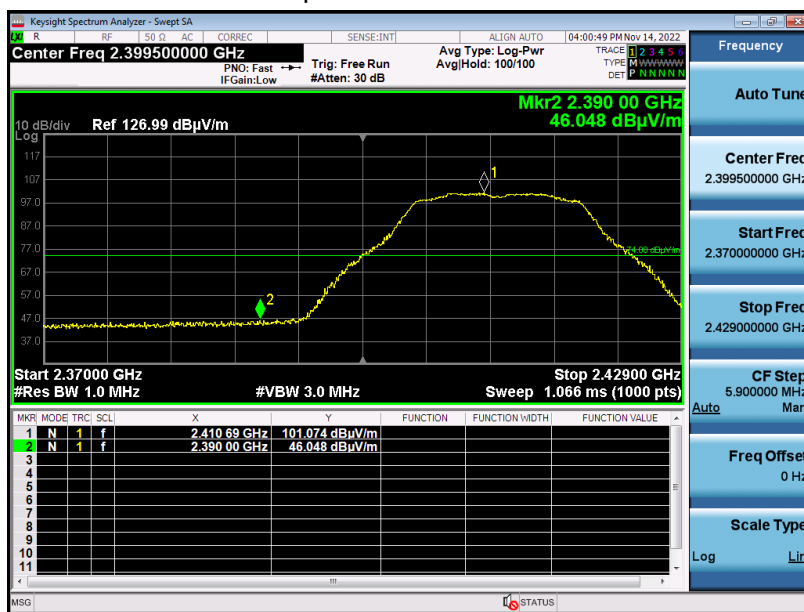 Keysight Spectrum Analyzer - Swept SA
LXI R RF 50 Ω AC CORREC SENSE:INT ALIGN AUTO 04:00:49 PM Nov 14, 2022
Center Freq 2.399500000 GHz
PNO: Fast
IFGain:Low
Trig: Free Run
#Atten: 30 dB
Avg Type: Log-Pwr
Avg|Hold: 100/100
TRACE 1 2 3 4 5 6
TYPE M WWWWW
DET P N N N N N
Mkr2 2.390 00 GHz
46.048 dBµV/m
10 dB/div Ref 126.99 dBµV/m
Log
117
107
97.0
87.0
77.0
67.0
57.0
47.0
37.0
1
2
74.00 dBµV/m
Start 2.37000 GHz Stop 2.42900 GHz
#Res BW 1.0 MHz #VBW 3.0 MHz Sweep 1.066 ms (1000 pts)
MKR MODE TRC SCL X Y FUNCTION FUNCTION WIDTH FUNCTION VALUE
1 N 1 f 2.410 69 GHz 101.074 dBµV/m
2 N 1 f 2.390 00 GHz 46.048 dBµV/m
3
4
5
6
7
8
9
10
11
MSG STATUS
Frequency
Auto Tune
Center Freq
2.399500000 GHz
Start Freq
2.370000000 GHz
Stop Freq
2.429000000 GHz
CF Step
5.900000 MHz
Auto Man
Freq Offset
0 Hz
Scale Type
Log Lin